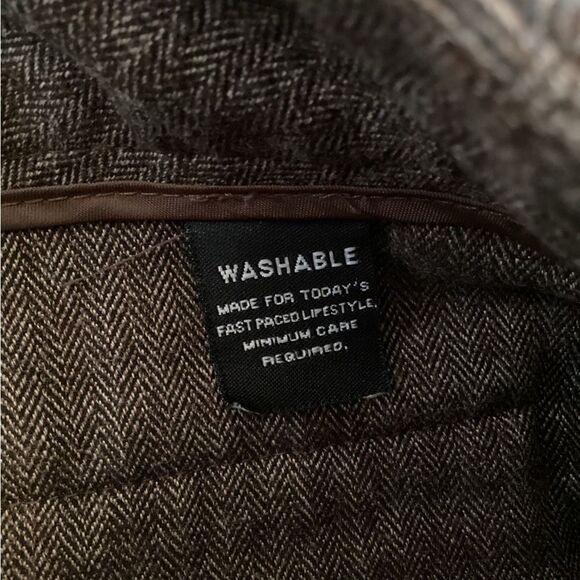 WASHABLE
MADE FOR TODAY'S
FAST PACED LIFESTYLE.
MINIMUM CARE
REQUIRED.